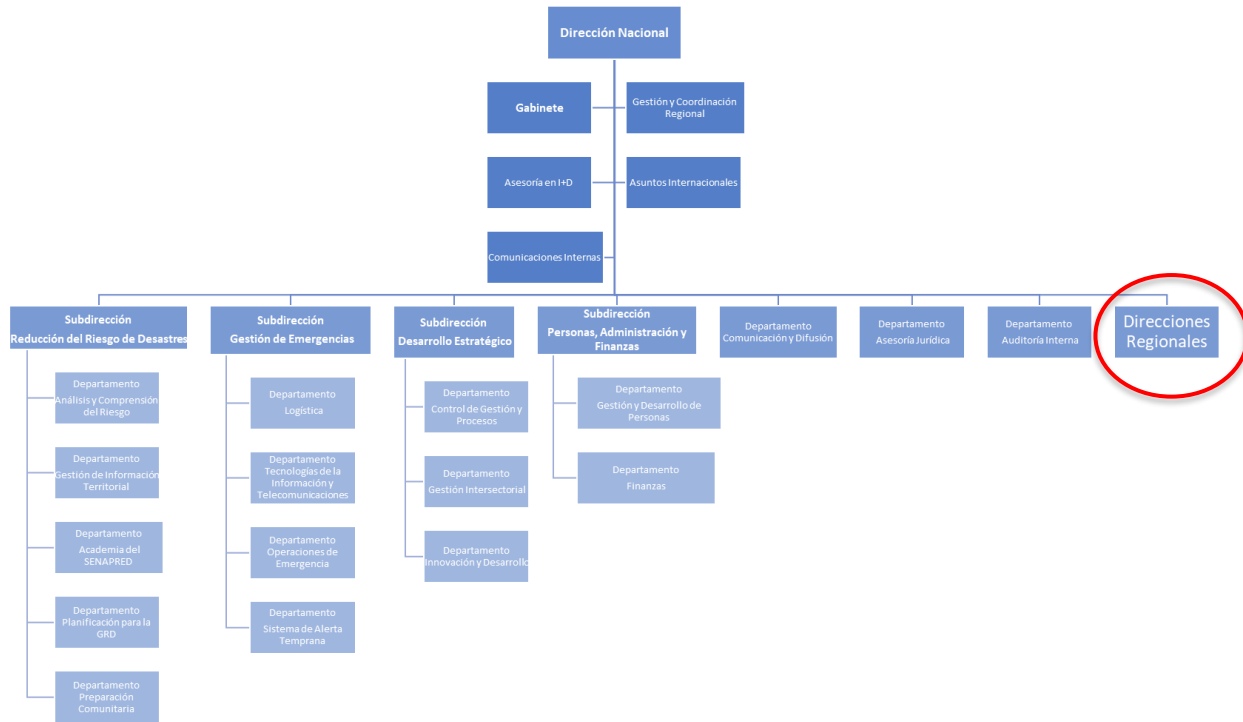 Dirección Nacional
Gabinete
Gestión y Coordinación
Regional
Asesoría en I+D
Asuntos Internacionales
Comunicaciones Internas
Subdirección
Reducción del Riesgo de Desastres
Subdirección
Gestión de Emergencias
Subdirección
Desarrollo Estratégico
Subdirección
Personas, Administración y
Finanzas
Departamento
Comunicación y Difusión
Departamento
Asesoría Jurídica
Departamento
Auditoría Interna
Direcciones
Regionales
Departamento
Análisis y Comprensión
del Riesgo
Departamento
Gestión de Información
Territorial
Departamento
Academia del
SENAPRED
Departamento
Planificación para la
GRD
Departamento
Preparación
Comunitaria
Departamento
Logística
Departamento
Tecnologías de la
Información y
Telecomunicaciones
Departamento
Operaciones de
Emergencia
Departamento
Sistema de Alerta
Temprana
Departamento
Control de Gestión y
Procesos
Departamento
Gestión Intersectorial
Departamento
Innovación y Desarrollo
Departamento
Gestión y Desarrollo de
Personas
Departamento
Finanzas